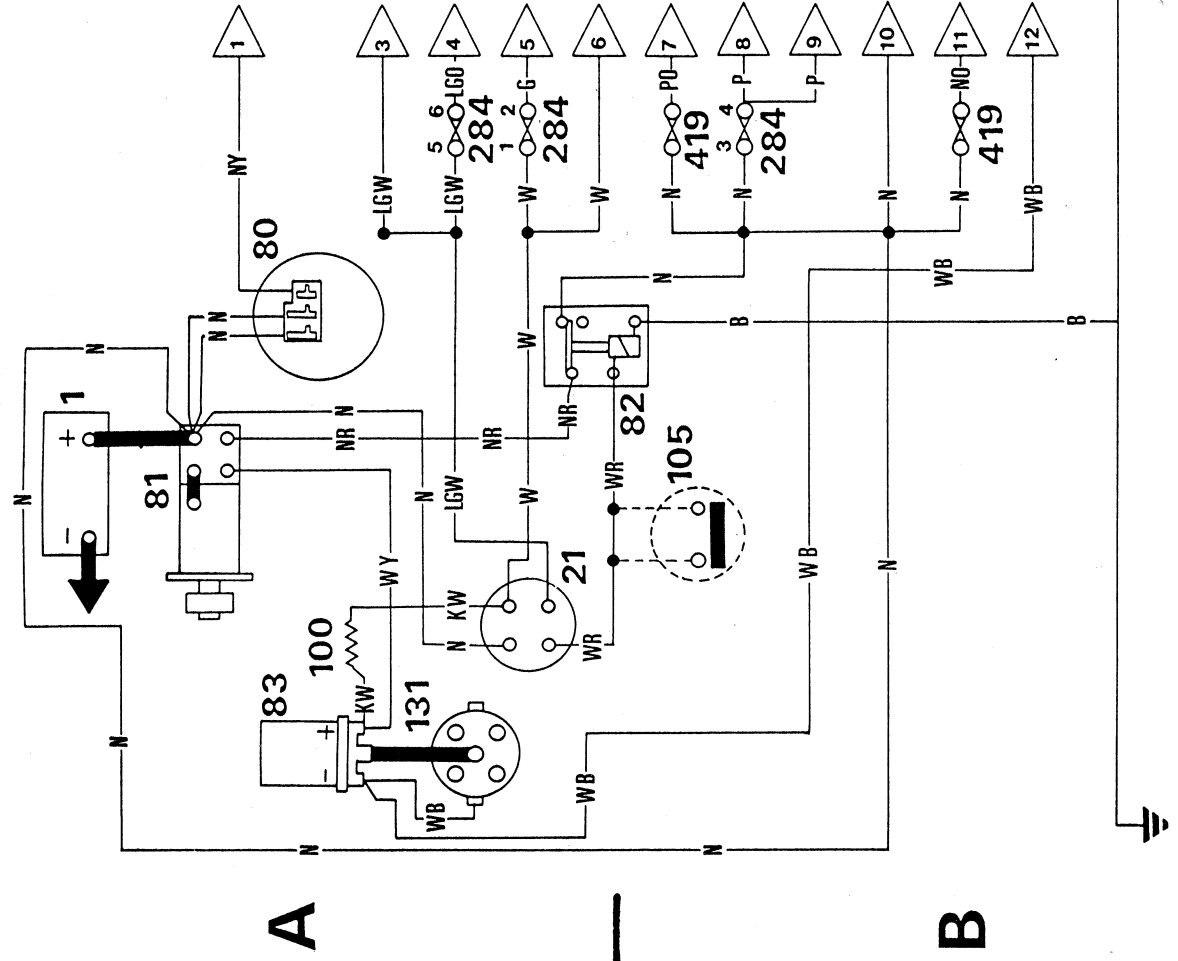 1 3 4 5 6 7 8 9 10 11 12
LGO G PO P P NO
6 2 4
5 1 3
284 284 419 284 419
NY LGW LGW W W N N N N WB
80
N N
N
N W N WB
B B
1
+ −
81
N
NR NR NR
82
N LGW W WR
105
WY
21
WB N
100
KW N WR
KW
83
+ −
131
WB
WB
N
N
N N
A
B